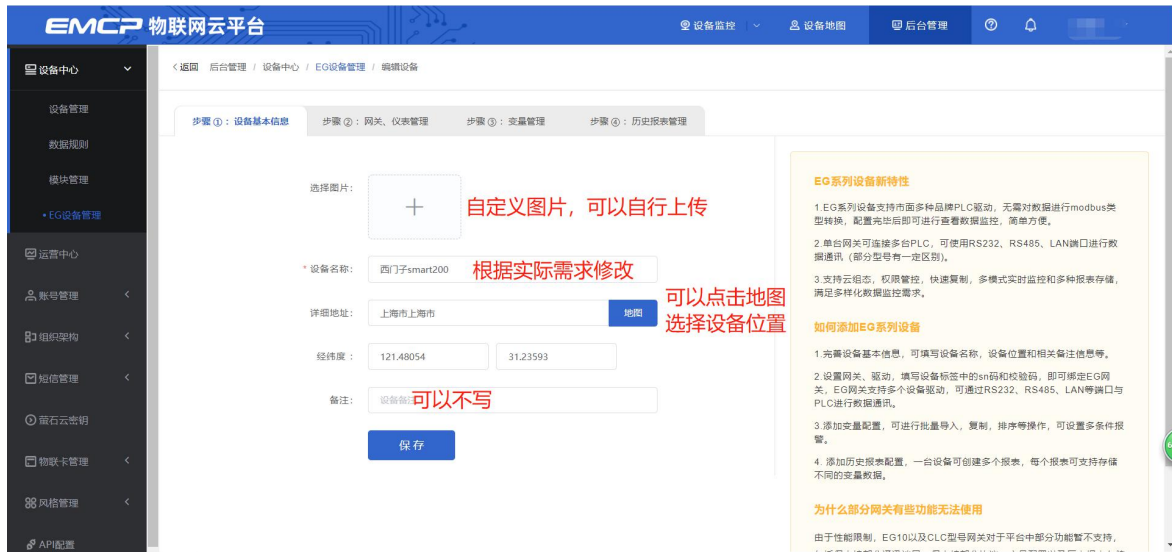 EMCP 物联网云平台
设备监控
设备地图
后台管理
设备中心
设备管理
数据规则
模块管理
• EG设备管理
运营中心
账号管理
组织架构
短信管理
萤石云密钥
物联卡管理
风格管理
API配置
返回 后台管理 / 设备中心 / EG设备管理 / 编辑设备
步骤①：设备基本信息
步骤②：网关、仪表管理
步骤③：变量管理
步骤④：历史报表管理
选择图片：
自定义图片，可以自行上传
* 设备名称： 西门子smart200
根据实际需求修改
详细地址： 上海市上海市 地图
可以点击地图
选择设备位置
经纬度： 121.48054 31.23593
备注：
可以不写
保存
EG系列设备新特性
1.EG系列设备支持市面多种品牌PLC驱动，无需对数据进行modbus类
型转换，配置完毕后即可进行查看数据监控，简单方便。
2.单台网关可连接多台PLC，可使用RS232、RS485、LAN端口进行数
据通讯（部分型号有一定区别）。
3.支持云组态，权限管控，快速复制，多模式实时监控和多种报表存储，
满足多样化数据监控需求。
如何添加EG系列设备
1.完善设备基本信息，可填写设备名称，设备位置和相关备注信息等。
2.设置网关、驱动，填写设备标签中的sn码和校验码，即可绑定EG网
关，EG网关支持多个设备驱动，可通过RS232、RS485、LAN等端口与
PLC进行数据通讯。
3.添加变量配置，可进行批量导入，复制，排序等操作，可设置多条件报
警。
4. 添加历史报表配置，一台设备可创建多个报表，每个报表可支持存储
不同的变量数据。
为什么部分网关有些功能无法使用
由于性能限制，EG10以及CLC型号网关对于平台中部分功能暂不支持，